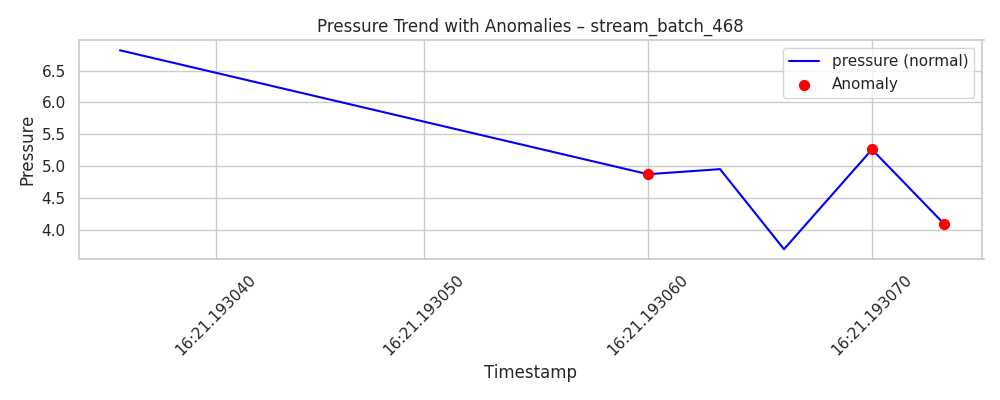 Pressure Trend with Anomalies – stream_batch_468
pressure (normal)
Anomaly
Pressure
6.5
6.0
5.5
5.0
4.5
4.0
16:21.193040
16:21.193050
16:21.193060
16:21.193070
Timestamp